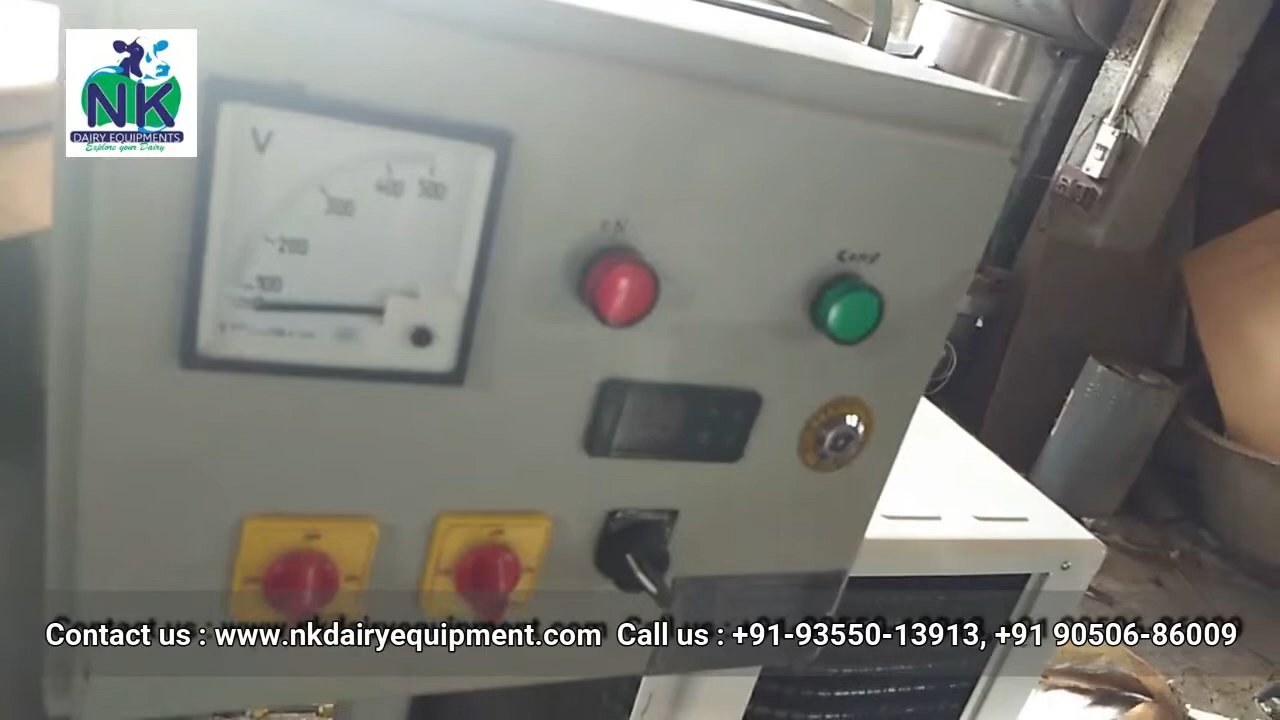 NK
DAIRY EQUIPMENTS
Explore your Dairy
V
100
200
300
400
500
Comp
Contact us : www.nkdairyequipment.com Call us : +91-93550-13913, +91 90506-86009